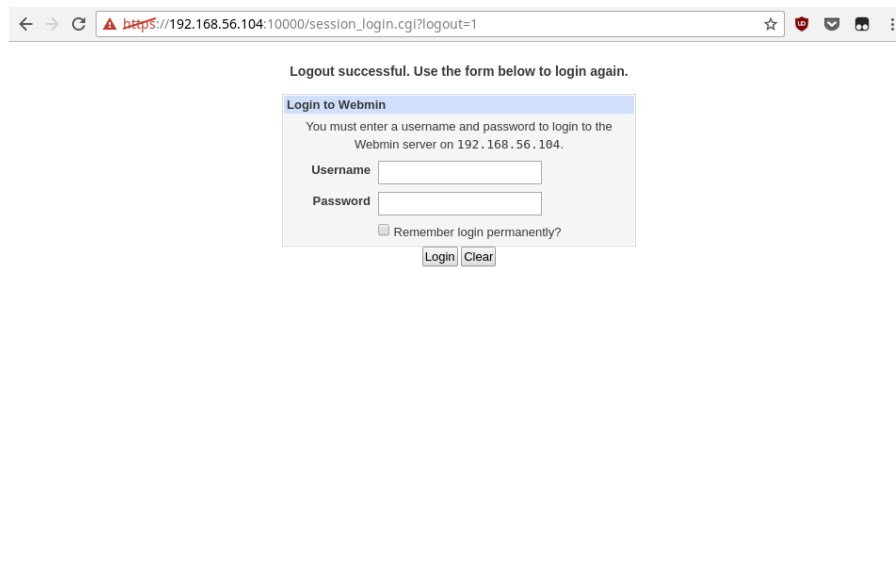 https://192.168.56.104:10000/session_login.cgi?logout=1
Logout successful. Use the form below to login again.
Login to Webmin
You must enter a username and password to login to the
Webmin server on 192.168.56.104.
Username
Password
Remember login permanently?
Login Clear